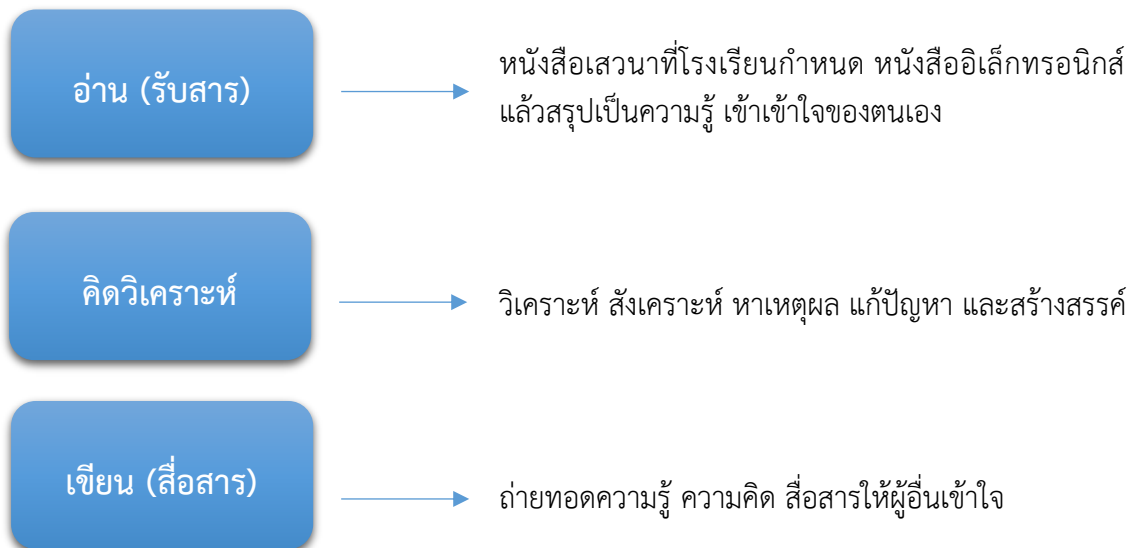 อ่าน (รับสาร)
หนังสือเสวนาที่โรงเรียนกำหนด หนังสืออิเล็กทรอนิกส์
แล้วสรุปเป็นความรู้ เข้าเข้าใจของตนเอง
คิดวิเคราะห์
วิเคราะห์ สังเคราะห์ หาเหตุผล แก้ปัญหา และสร้างสรรค์
เขียน (สื่อสาร)
ถ่ายทอดความรู้ ความคิด สื่อสารให้ผู้อื่นเข้าใจ